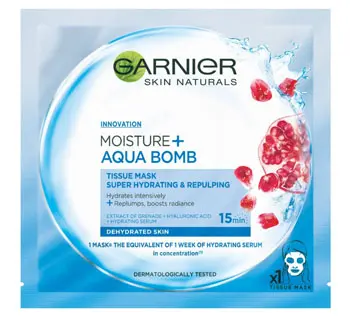 GARNIER
SKIN NATURALS
INNOVATION
MOISTURE+
AQUA BOMB
TISSUE MASK
SUPER HYDRATING & REPULPING
Hydrates intensively
+ Replumps, boosts radiance
EXTRACT OF GRENADE + HYALURONIC ACID
+ HYDRATING SERUM
15 min.
DEHYDRATED SKIN
1 MASK= THE EQUIVALENT OF 1 WEEK OF HYDRATING SERUM
in concentration
DERMATOLOGICALLY TESTED
x1
TISSUE MASK